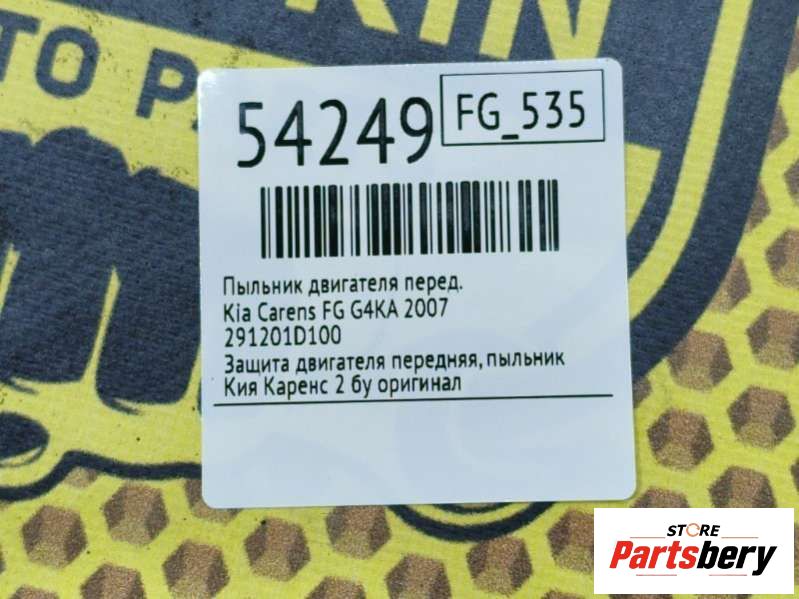 54249
FG_535
Пыльник двигателя перед.
Kia Carens FG G4KA 2007
291201D100
Защита двигателя передняя, пыльник
Кия Каренс 2 бу оригинал
STORE
Partsbery